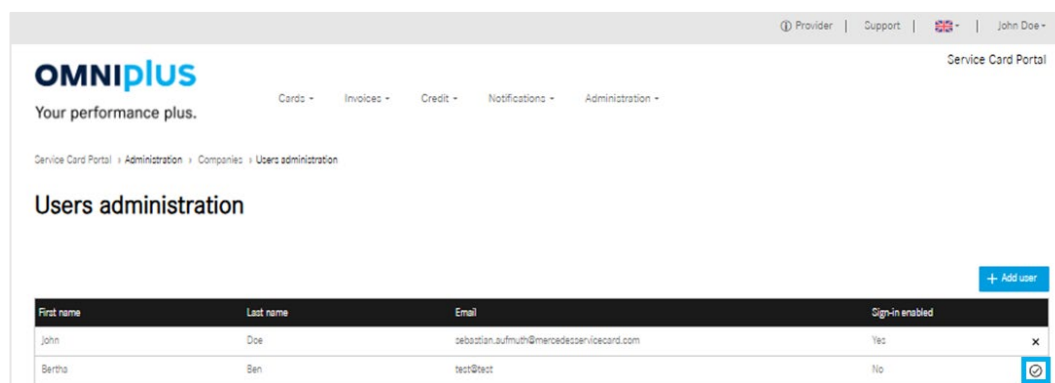 Provider | Support | John Doe
Service Card Portal
OMNIplus
Your performance plus.
Cards Invoices Credit Notifications Administration
Service Card Portal › Administration › Companies › Users administration
Users administration
+ Add user
First name Last name Email Sign-in enabled
John Doe sebastian.aufmuth@mercedesservicecard.com Yes
Bertha Ben test@test No